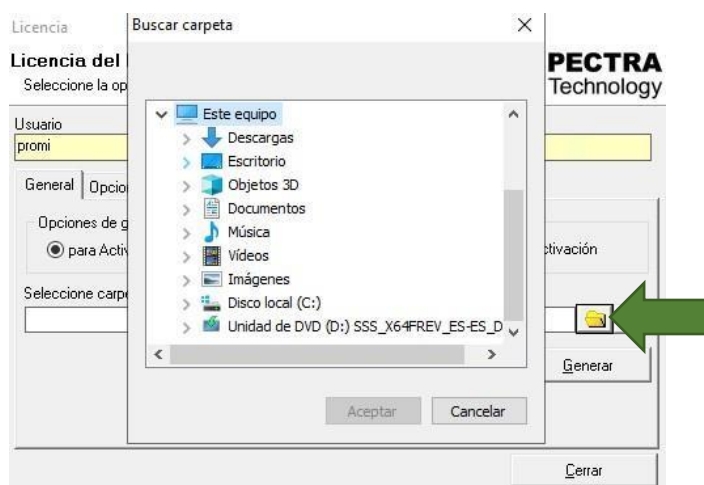 Licencia
Buscar carpeta
Licencia del
PECTRA
Seleccione la op
Technology
Este equipo
Usuario
Descargas
promi
Escritorio
Objetos 3D
General Opcio
Documentos
Opciones de g
Música
para Activ
Vídeos
ctivación
Imágenes
Seleccione carpe
Disco local (C:)
Unidad de DVD (D:) SSS_X64FREV_ES-ES_D
Generar
Aceptar Cancelar
Cerrar